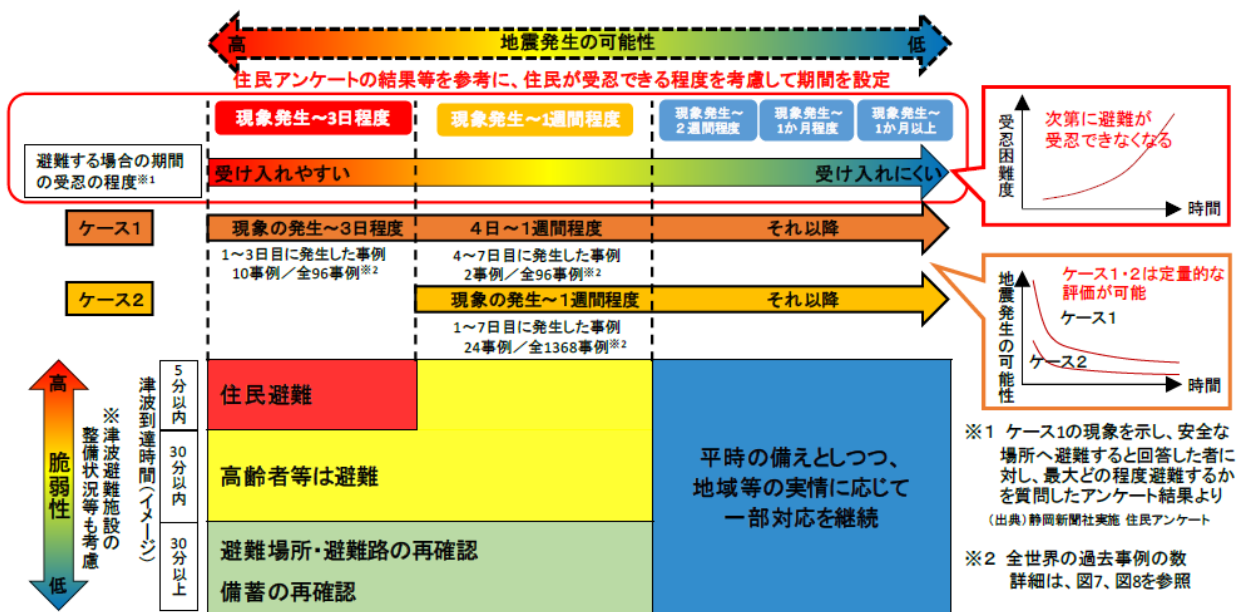 高 地震発生の可能性 低
住民アンケートの結果等を参考に、住民が受忍できる程度を考慮して期間を設定
現象発生～3日程度
現象発生～1週間程度
現象発生～
2週間程度
現象発生～
1か月程度
現象発生～
1か月以上
避難する場合の期間
の受忍の程度※1
受け入れやすい
受け入れにくい
受忍困難度
次第に避難が
受忍できなくなる
時間
ケース1
現象の発生～3日程度
4日～1週間程度
それ以降
1～3日目に発生した事例
10事例／全96事例※2
4～7日目に発生した事例
2事例／全96事例※2
ケース2
現象の発生～1週間程度
それ以降
1～7日目に発生した事例
24事例／全1368事例※2
地震発生の可能性
ケース1・2は定量的な
評価が可能
ケース1
ケース2
時間
高
脆弱性
低
※津波避難施設の
整備状況等も考慮
津波到達時間(イメージ)
5分以内
30分以内
30分以上
住民避難
高齢者等は避難
避難場所・避難路の再確認
備蓄の再確認
平時の備えとしつつ、
地域等の実情に応じて
一部対応を継続
※1 ケース1の現象を示し、安全な
場所へ避難すると回答した者に
対し、最大どの程度避難するか
を質問したアンケート結果より
(出典)静岡新聞社実施 住民アンケート
※2 全世界の過去事例の数
詳細は、図7、図8を参照